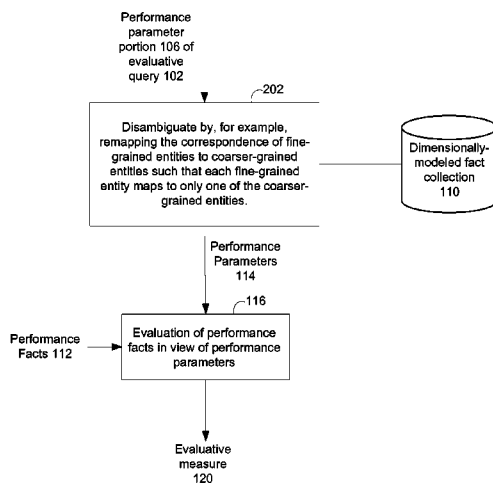 Performance
parameter
portion 106 of
evaluative
query 102
202
Disambiguate by, for example,
remapping the correspondence of fine-
grained entities to coarser-grained
entities such that each fine-grained
entity maps to only one of the coarser-
grained entities.
Dimensionally-
modeled fact
collection
110
Performance
Parameters
114
116
Performance
Facts 112
Evaluation of performance
facts in view of performance
parameters
Evaluative
measure
120